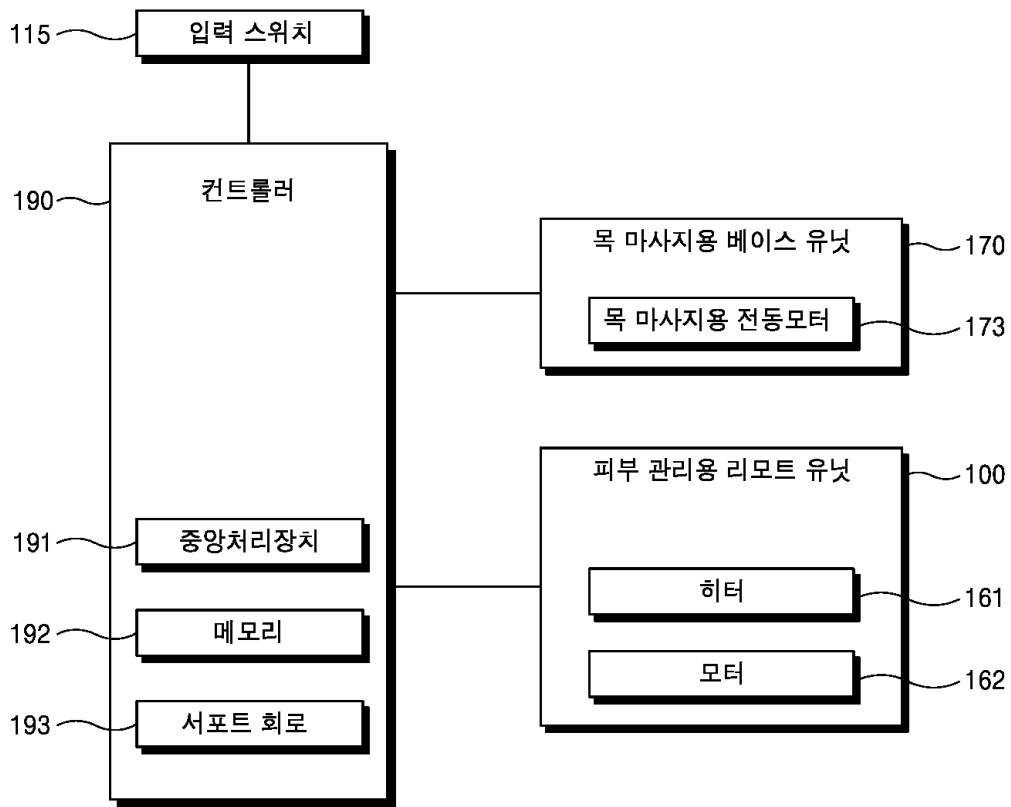 115
입력 스위치
190
컨트롤러
목 마사지용 베이스 유닛
170
목 마사지용 전동모터
173
피부 관리용 리모트 유닛
100
191
중앙처리장치
히터
161
192
메모리
모터
162
193
서포트 회로